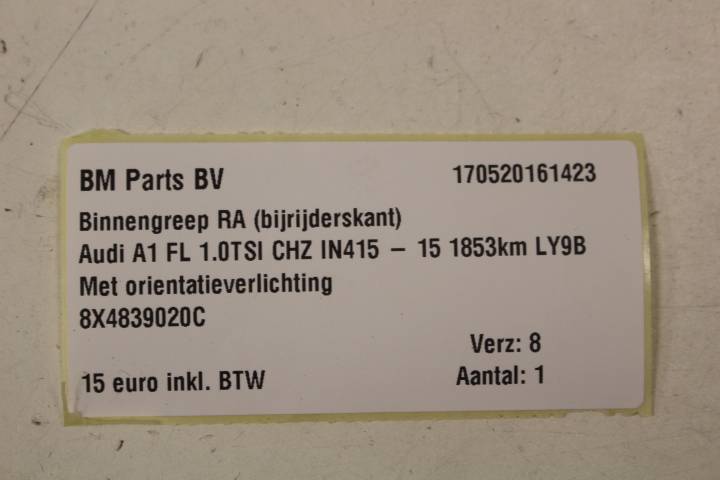 BM Parts BV 170520161423
Binnengreep RA (bijrijderskant)
Audi A1 FL 1.0TSI CHZ IN415 – 15 1853km LY9B
Met orientatieverlichting
8X4839020C
Verz: 8
15 euro inkl. BTW Aantal: 1